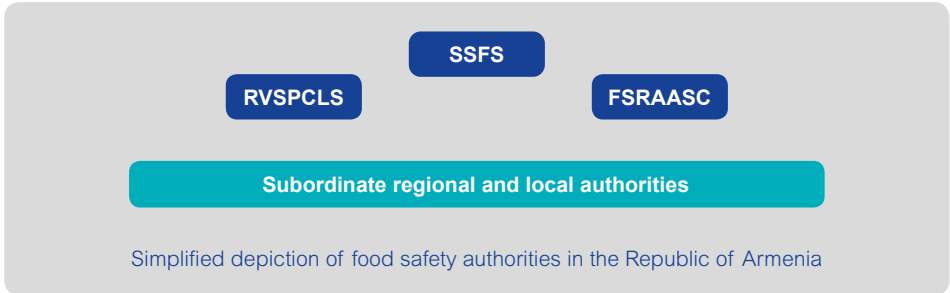 SSFS
RVSPCLS
FSRAASC
Subordinate regional and local authorities
Simplified depiction of food safety authorities in the Republic of Armenia